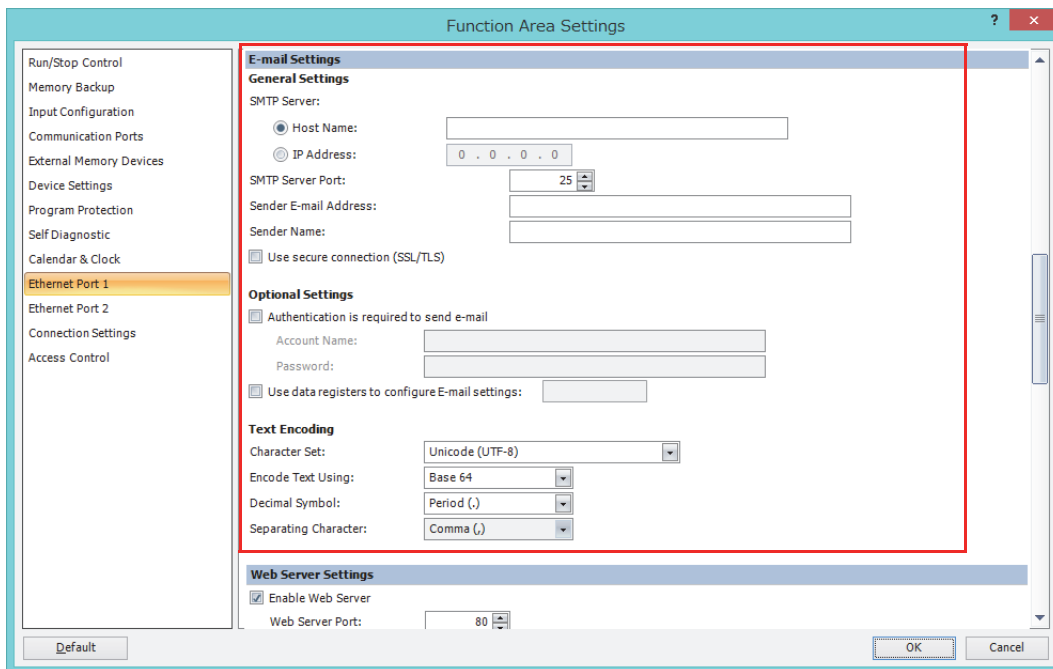 Function Area Settings
?
Run/Stop Control
Memory Backup
Input Configuration
Communication Ports
External Memory Devices
Device Settings
Program Protection
Self Diagnostic
Calendar & Clock
Ethernet Port 1
Ethernet Port 2
Connection Settings
Access Control
E-mail Settings
General Settings
SMTP Server:
Host Name:
IP Address: 0 . 0 . 0 . 0
SMTP Server Port: 25
Sender E-mail Address:
Sender Name:
Use secure connection (SSL/TLS)
Optional Settings
Authentication is required to send e-mail
Account Name:
Password:
Use data registers to configure E-mail settings:
Text Encoding
Character Set: Unicode (UTF-8)
Encode Text Using: Base 64
Decimal Symbol: Period (.)
Separating Character: Comma (,)
Web Server Settings
Enable Web Server
Web Server Port: 80
Default
OK
Cancel